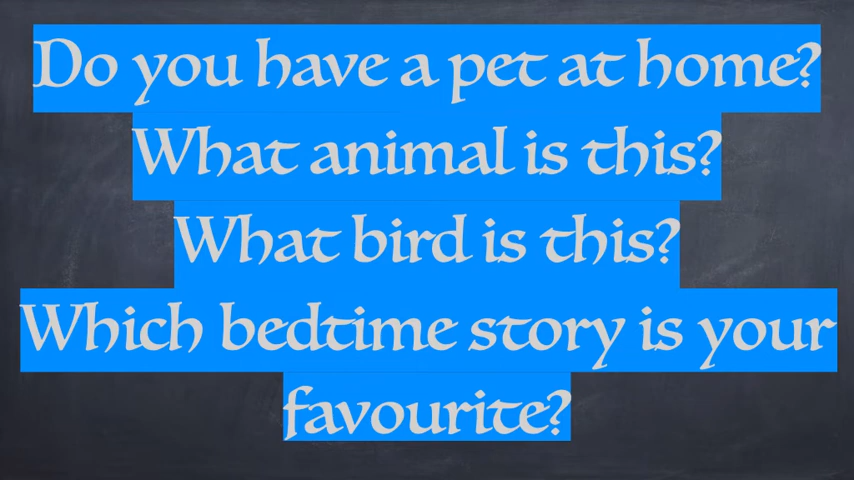 Do you have a pet at home?
What animal is this?
What bird is this?
Which bedtime story is your
favourite?